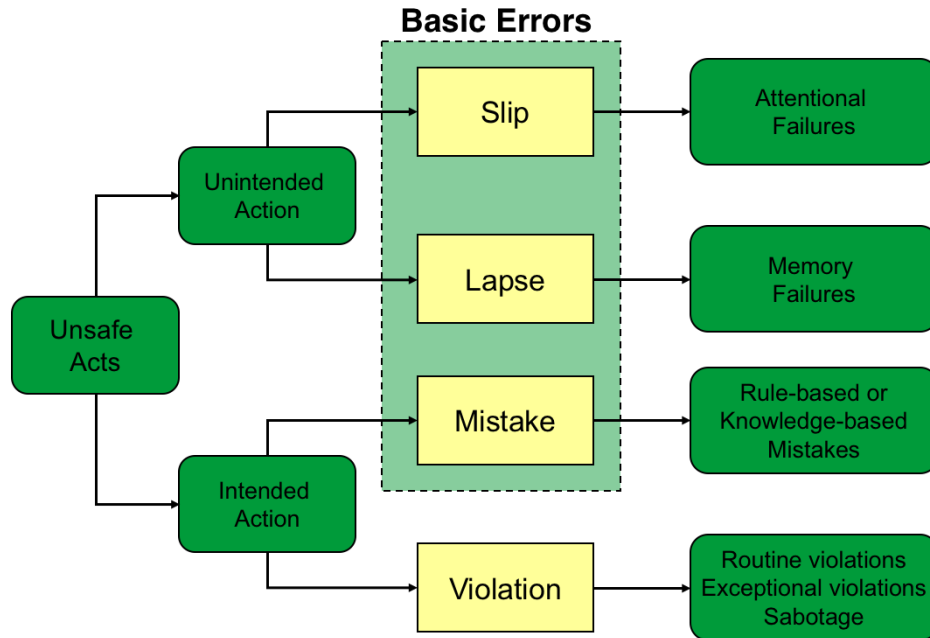 Basic Errors
Slip
Attentional
Failures
Unintended
Action
Lapse
Memory
Failures
Unsafe
Acts
Mistake
Rule-based or
Knowledge-based
Mistakes
Intended
Action
Violation
Routine violations
Exceptional violations
Sabotage